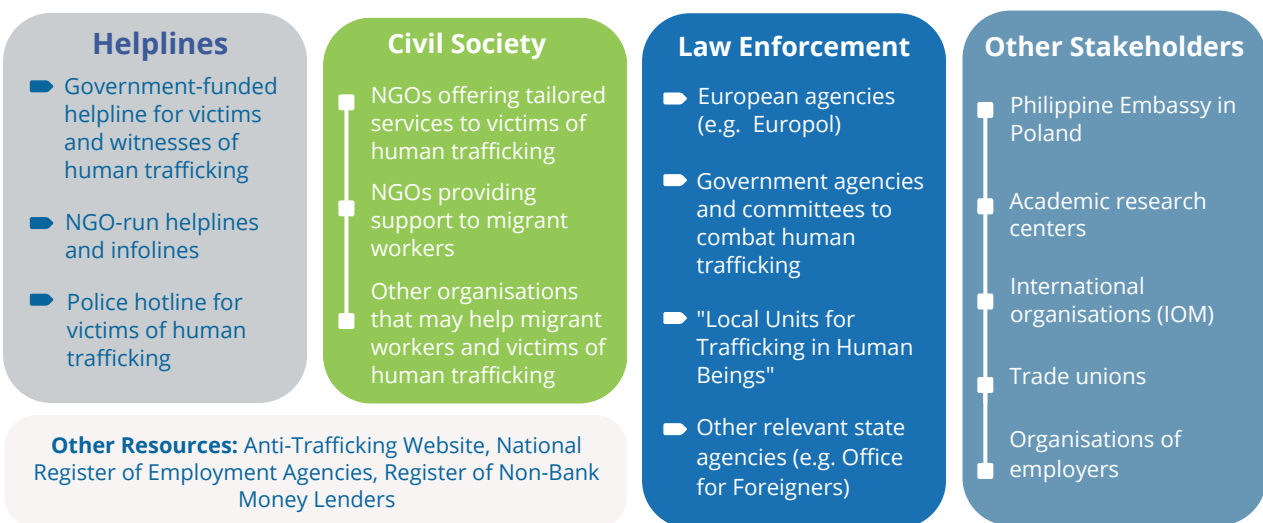 Helplines
Government-funded
helpline for victims
and witnesses of
human trafficking
NGO-run helplines
and infolines
Police hotline for
victims of human
trafficking
Civil Society
NGOs offering tailored
services to victims of
human trafficking
NGOs providing
support to migrant
workers
Other organisations
that may help migrant
workers and victims of
human trafficking
Law Enforcement
European agencies
(e.g. Europol)
Government agencies
and committees to
combat human
trafficking
"Local Units for
Trafficking in Human
Beings"
Other relevant state
agencies (e.g. Office
for Foreigners)
Other Stakeholders
Philippine Embassy in
Poland
Academic research
centers
International
organisations (IOM)
Trade unions
Organisations of
employers
Other Resources: Anti-Trafficking Website, National
Register of Employment Agencies, Register of Non-Bank
Money Lenders